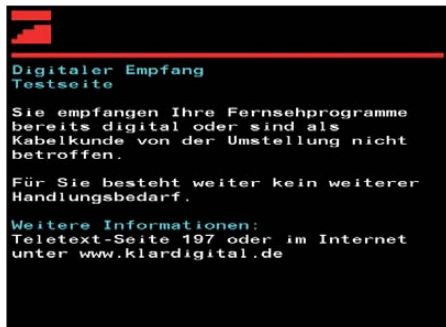 Digitaler Empfang
Testseite
Sie empfangen Ihre Fernsehprogramme
bereits digital oder sind als
Kabelkunde von der Umstellung nicht
betroffen.
Für Sie besteht weiter kein weiterer
Handlungsbedarf.
Weitere Informationen:
Teletext-Seite 197 oder im Internet
unter www.klardigital.de